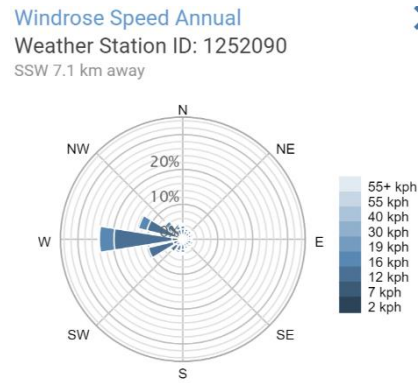 Windrose Speed Annual
Weather Station ID: 1252090
SSW 7.1 km away
N
NW
NE
20%
10%
W
E
SW
SE
S
55+ kph
55 kph
40 kph
30 kph
19 kph
16 kph
12 kph
7 kph
2 kph